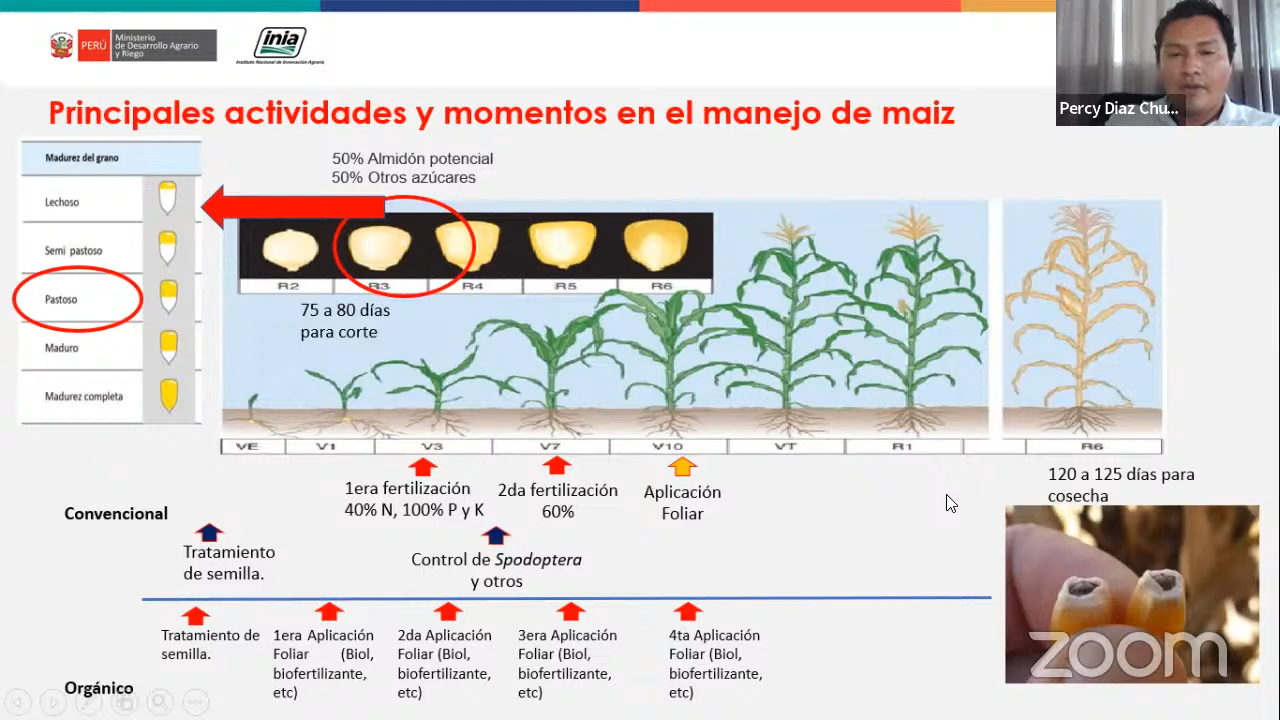 PERÚ
Ministerio
de Desarrollo Agrario
y Riego
inia
Instituto Nacional de Innovación Agraria
Percy Diaz Chu...
Principales actividades y momentos en el manejo de maiz
Madurez del grano
Lechoso
Semi pastoso
Pastoso
Maduro
Madurez completa
50% Almidón potencial
50% Otros azúcares
R2 R3 R4 R5 R6
75 a 80 días
para corte
VE V1 V3 V7 V10 VT R1 R6
1era fertilización
40% N, 100% P y K
2da fertilización
60%
Aplicación
Foliar
120 a 125 días para
cosecha
Convencional
Tratamiento
de semilla.
Control de Spodoptera
y otros
Tratamiento de
semilla.
1era Aplicación
Foliar (Biol,
biofertilizante,
etc)
2da Aplicación
Foliar (Biol,
biofertilizante,
etc)
3era Aplicación
Foliar (Biol,
biofertilizante,
etc)
4ta Aplicación
Foliar (Biol,
biofertilizante,
etc)
Orgánico
zoom